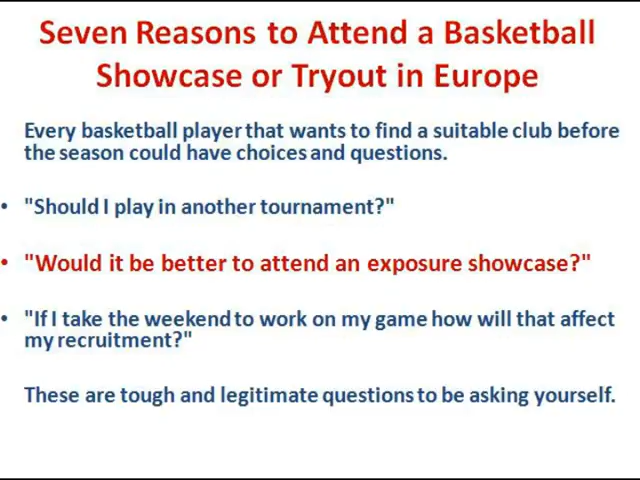 Seven Reasons to Attend a Basketball
Showcase or Tryout in Europe
Every basketball player that wants to find a suitable club before
the season could have choices and questions.
• "Should I play in another tournament?"
• "Would it be better to attend an exposure showcase?"
• "If I take the weekend to work on my game how will that affect
my recruitment?"
These are tough and legitimate questions to be asking yourself.